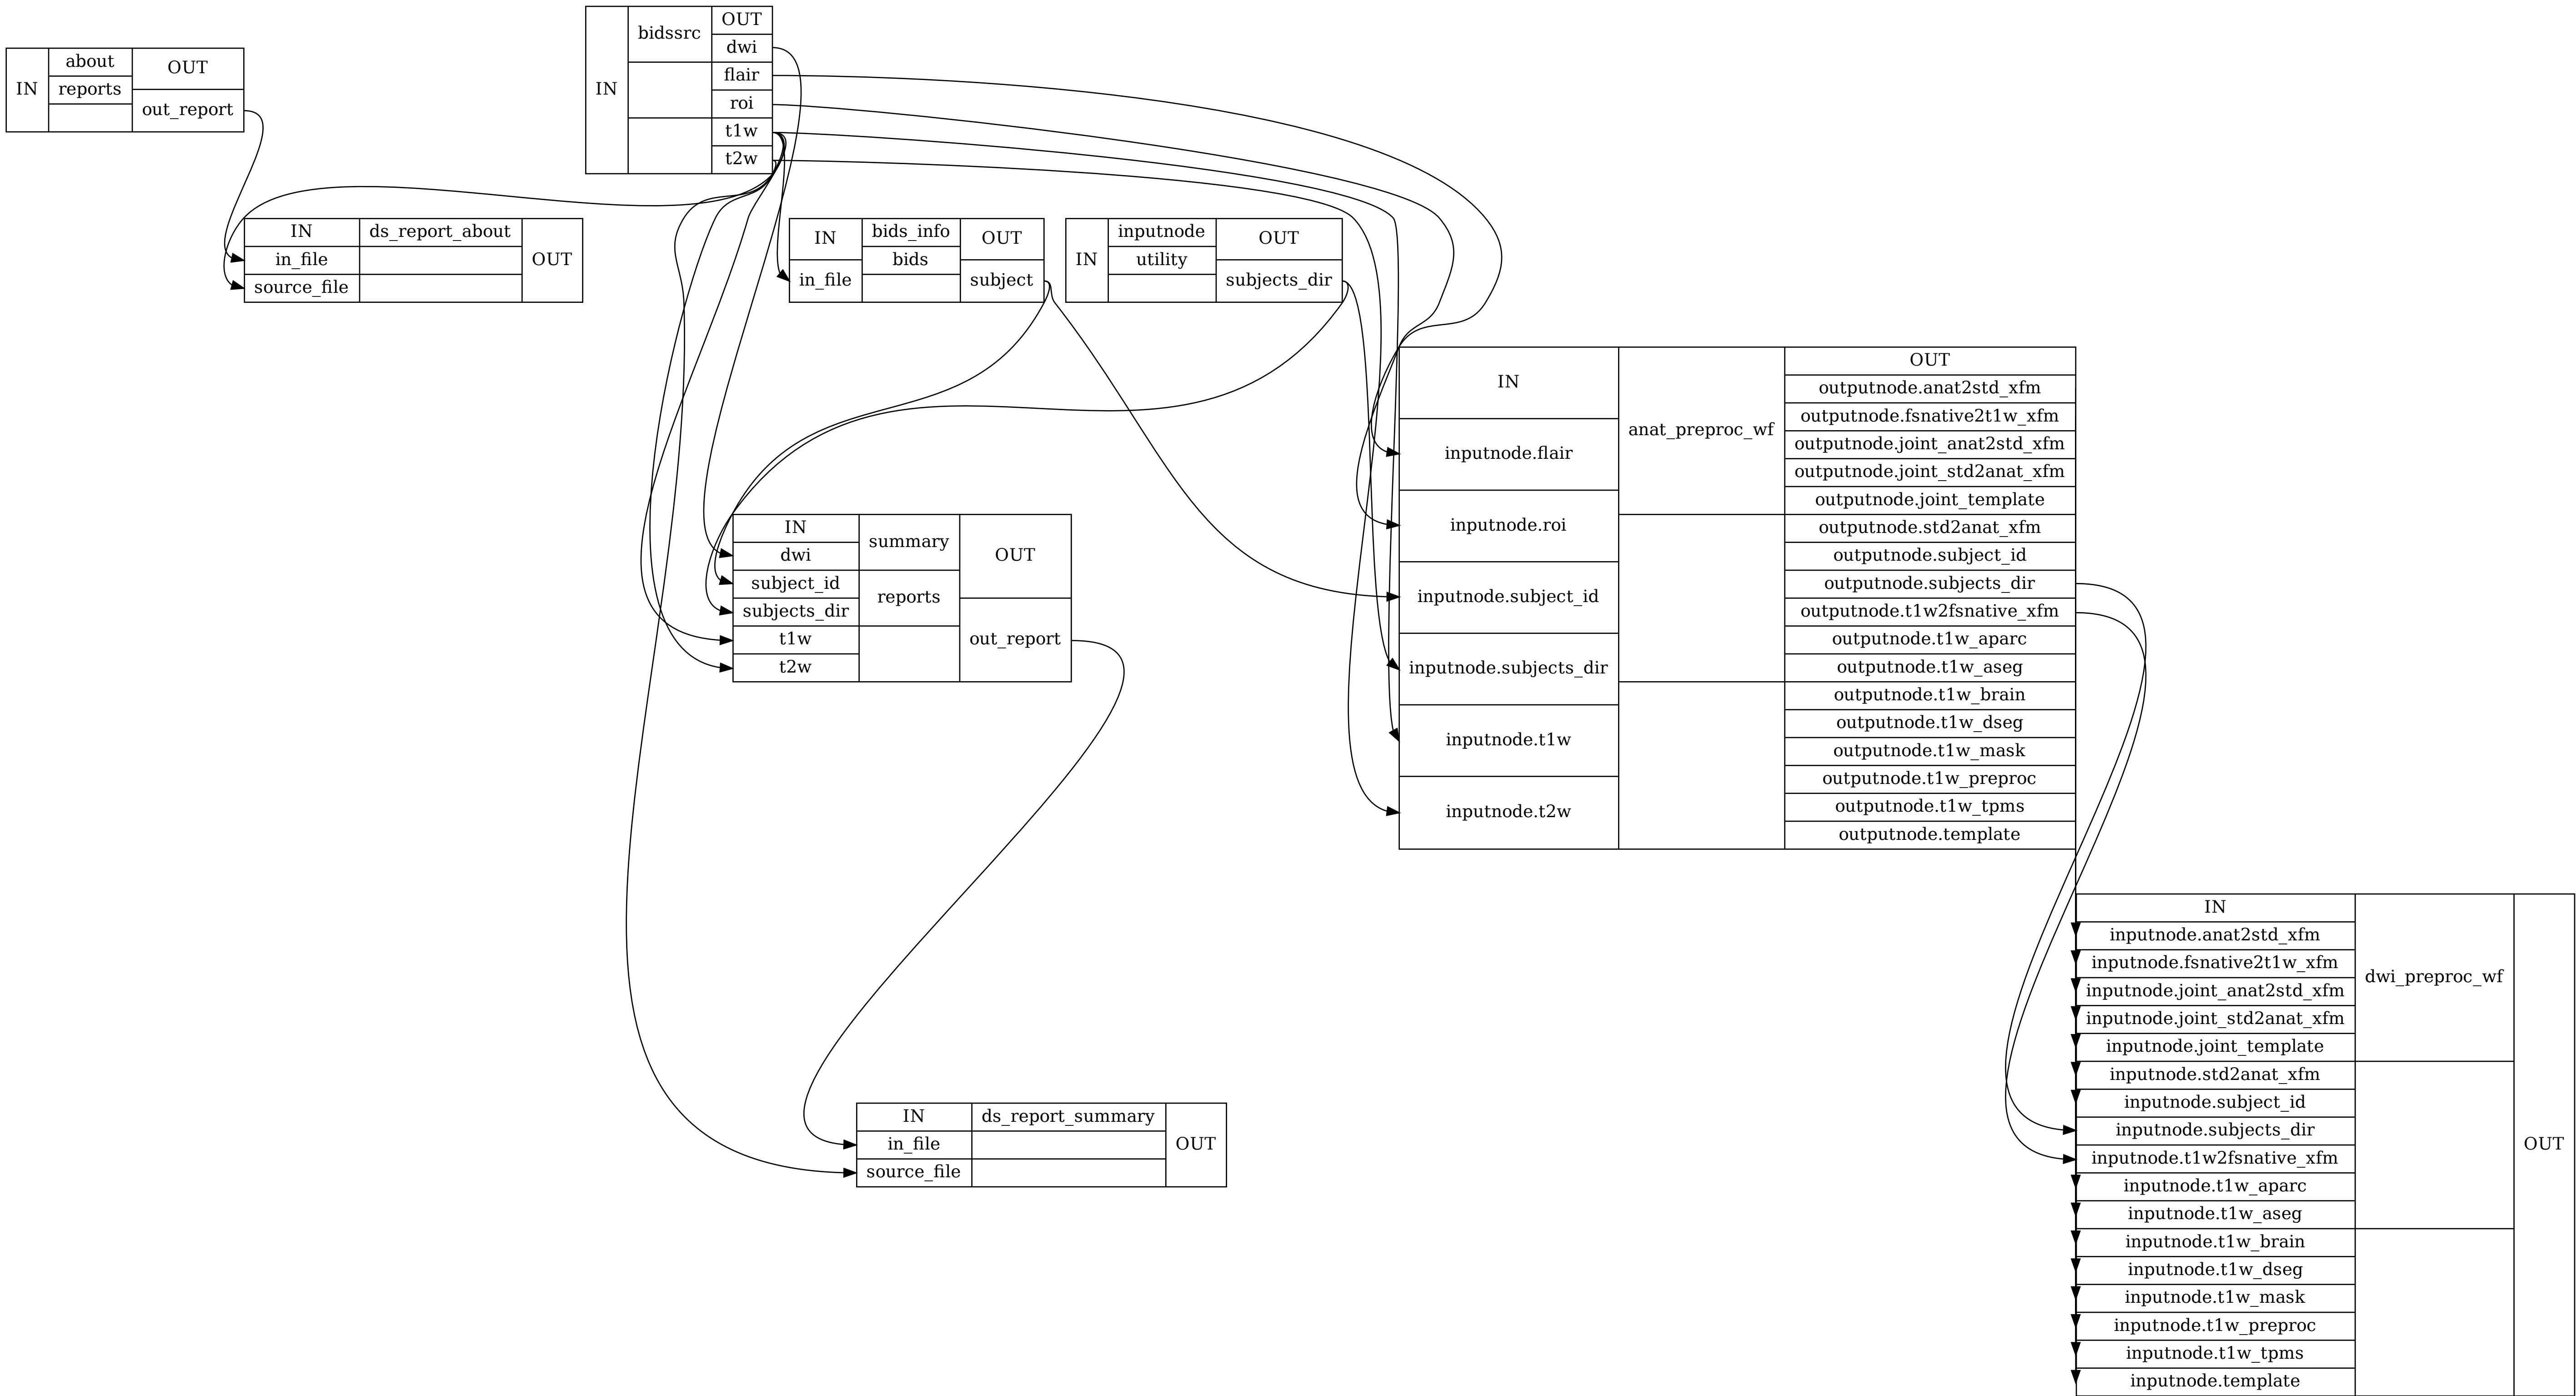 IN
about
reports
OUT
out_report
IN
bidssrc
OUT
dwi
flair
roi
t1w
t2w
IN
in_file
source_file
ds_report_about
OUT
IN
in_file
bids_info
bids
OUT
subject
IN
inputnode
utility
OUT
subjects_dir
IN
inputnode.flair
inputnode.roi
inputnode.subject_id
inputnode.subjects_dir
inputnode.t1w
inputnode.t2w
anat_preproc_wf
OUT
outputnode.anat2std_xfm
outputnode.fsnative2t1w_xfm
outputnode.joint_anat2std_xfm
outputnode.joint_std2anat_xfm
outputnode.joint_template
outputnode.std2anat_xfm
outputnode.subject_id
outputnode.subjects_dir
outputnode.t1w2fsnative_xfm
outputnode.t1w_aparc
outputnode.t1w_aseg
outputnode.t1w_brain
outputnode.t1w_dseg
outputnode.t1w_mask
outputnode.t1w_preproc
outputnode.t1w_tpms
outputnode.template
IN
dwi
subject_id
subjects_dir
t1w
t2w
summary
reports
OUT
out_report
IN
inputnode.anat2std_xfm
inputnode.fsnative2t1w_xfm
inputnode.joint_anat2std_xfm
inputnode.joint_std2anat_xfm
inputnode.joint_template
inputnode.std2anat_xfm
inputnode.subject_id
inputnode.subjects_dir
inputnode.t1w2fsnative_xfm
inputnode.t1w_aparc
inputnode.t1w_aseg
inputnode.t1w_brain
inputnode.t1w_dseg
inputnode.t1w_mask
inputnode.t1w_preproc
inputnode.t1w_tpms
inputnode.template
dwi_preproc_wf
OUT
IN
in_file
source_file
ds_report_summary
OUT